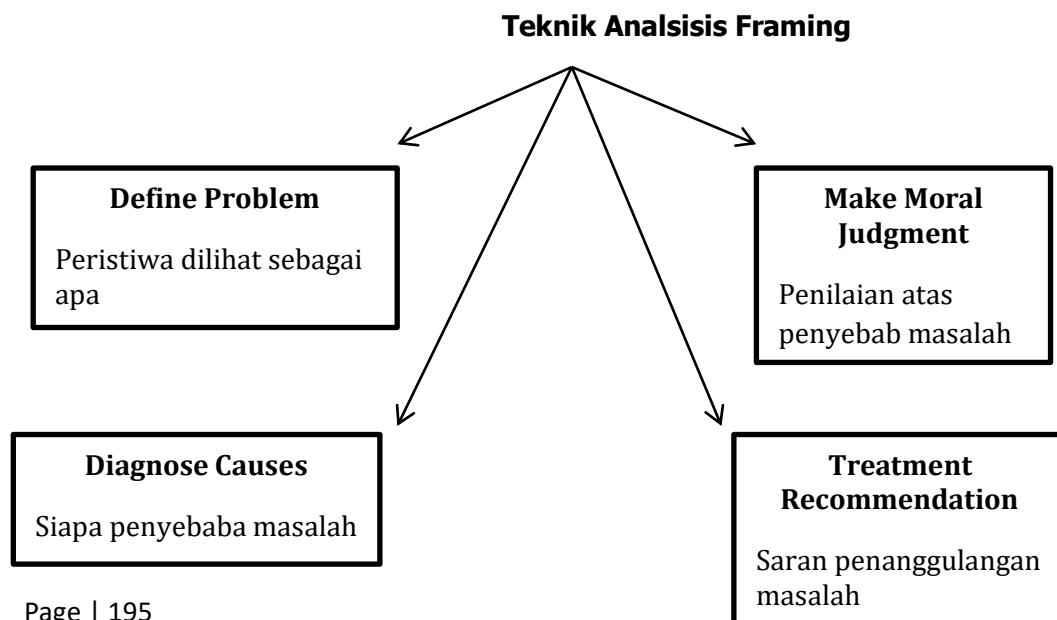 Teknik Analsisis Framing
Define Problem
Peristiwa dilihat sebagai
apa
Make Moral
Judgment
Penilaian atas
penyebab masalah
Diagnose Causes
Siapa penyebaba masalah
Treatment
Recommendation
Saran penanggulangan
masalah
Page | 195